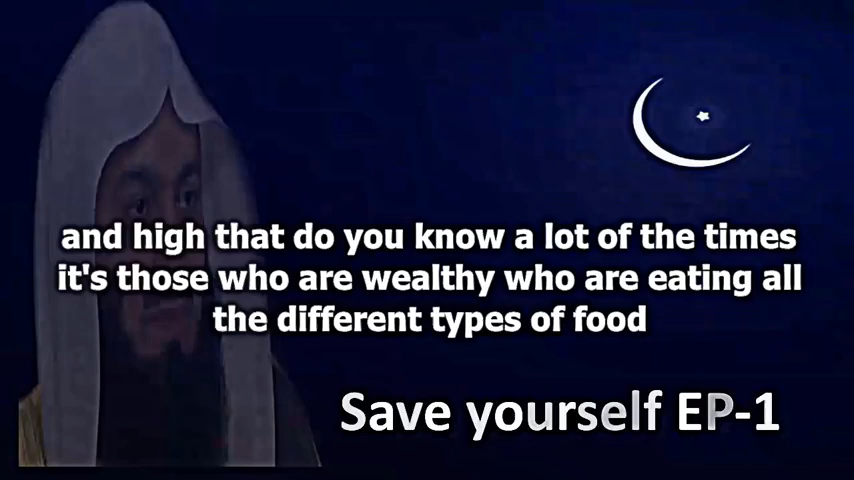 and high that do you know a lot of the times
it's those who are wealthy who are eating all
the different types of food
Save yourself EP-1